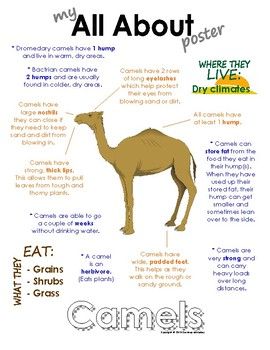 my
All About
poster
* Dromedary camels have 1 hump
and live in warm, dry areas.
* Bactrian camels have
2 humps and are usually
found in colder, dry areas.
Camels have 2 rows
of long eyelashes
which help protect
their eyes from
blowing sand or dirt.
WHERE THEY
LIVE:
Dry climates
Camels have
large nostrils
they can close if
they need to keep
sand and dirt from
blowing in.
All camels have
at least 1 hump.
Camels have
strong, thick lips.
This allows them to pull
leaves from tough and
thorny plants.
* Camels can
store fat from the
food they eat in
their hump(s).
When they have
used up their
stored fat, their
hump can get
smaller and
sometimes lean
over to the side.
* Camels are able to go
a couple of weeks
without drinking water.
WHAT THEY
EAT:
- Grains
- Shrubs
- Grass
* A camel
is an
herbivore.
(Eats plants)
Camels have
wide, padded feet.
This helps as they
walk on the rough
or sandy ground.
* Camels are
very strong and
can carry
heavy loads
over long
distances.
Camels